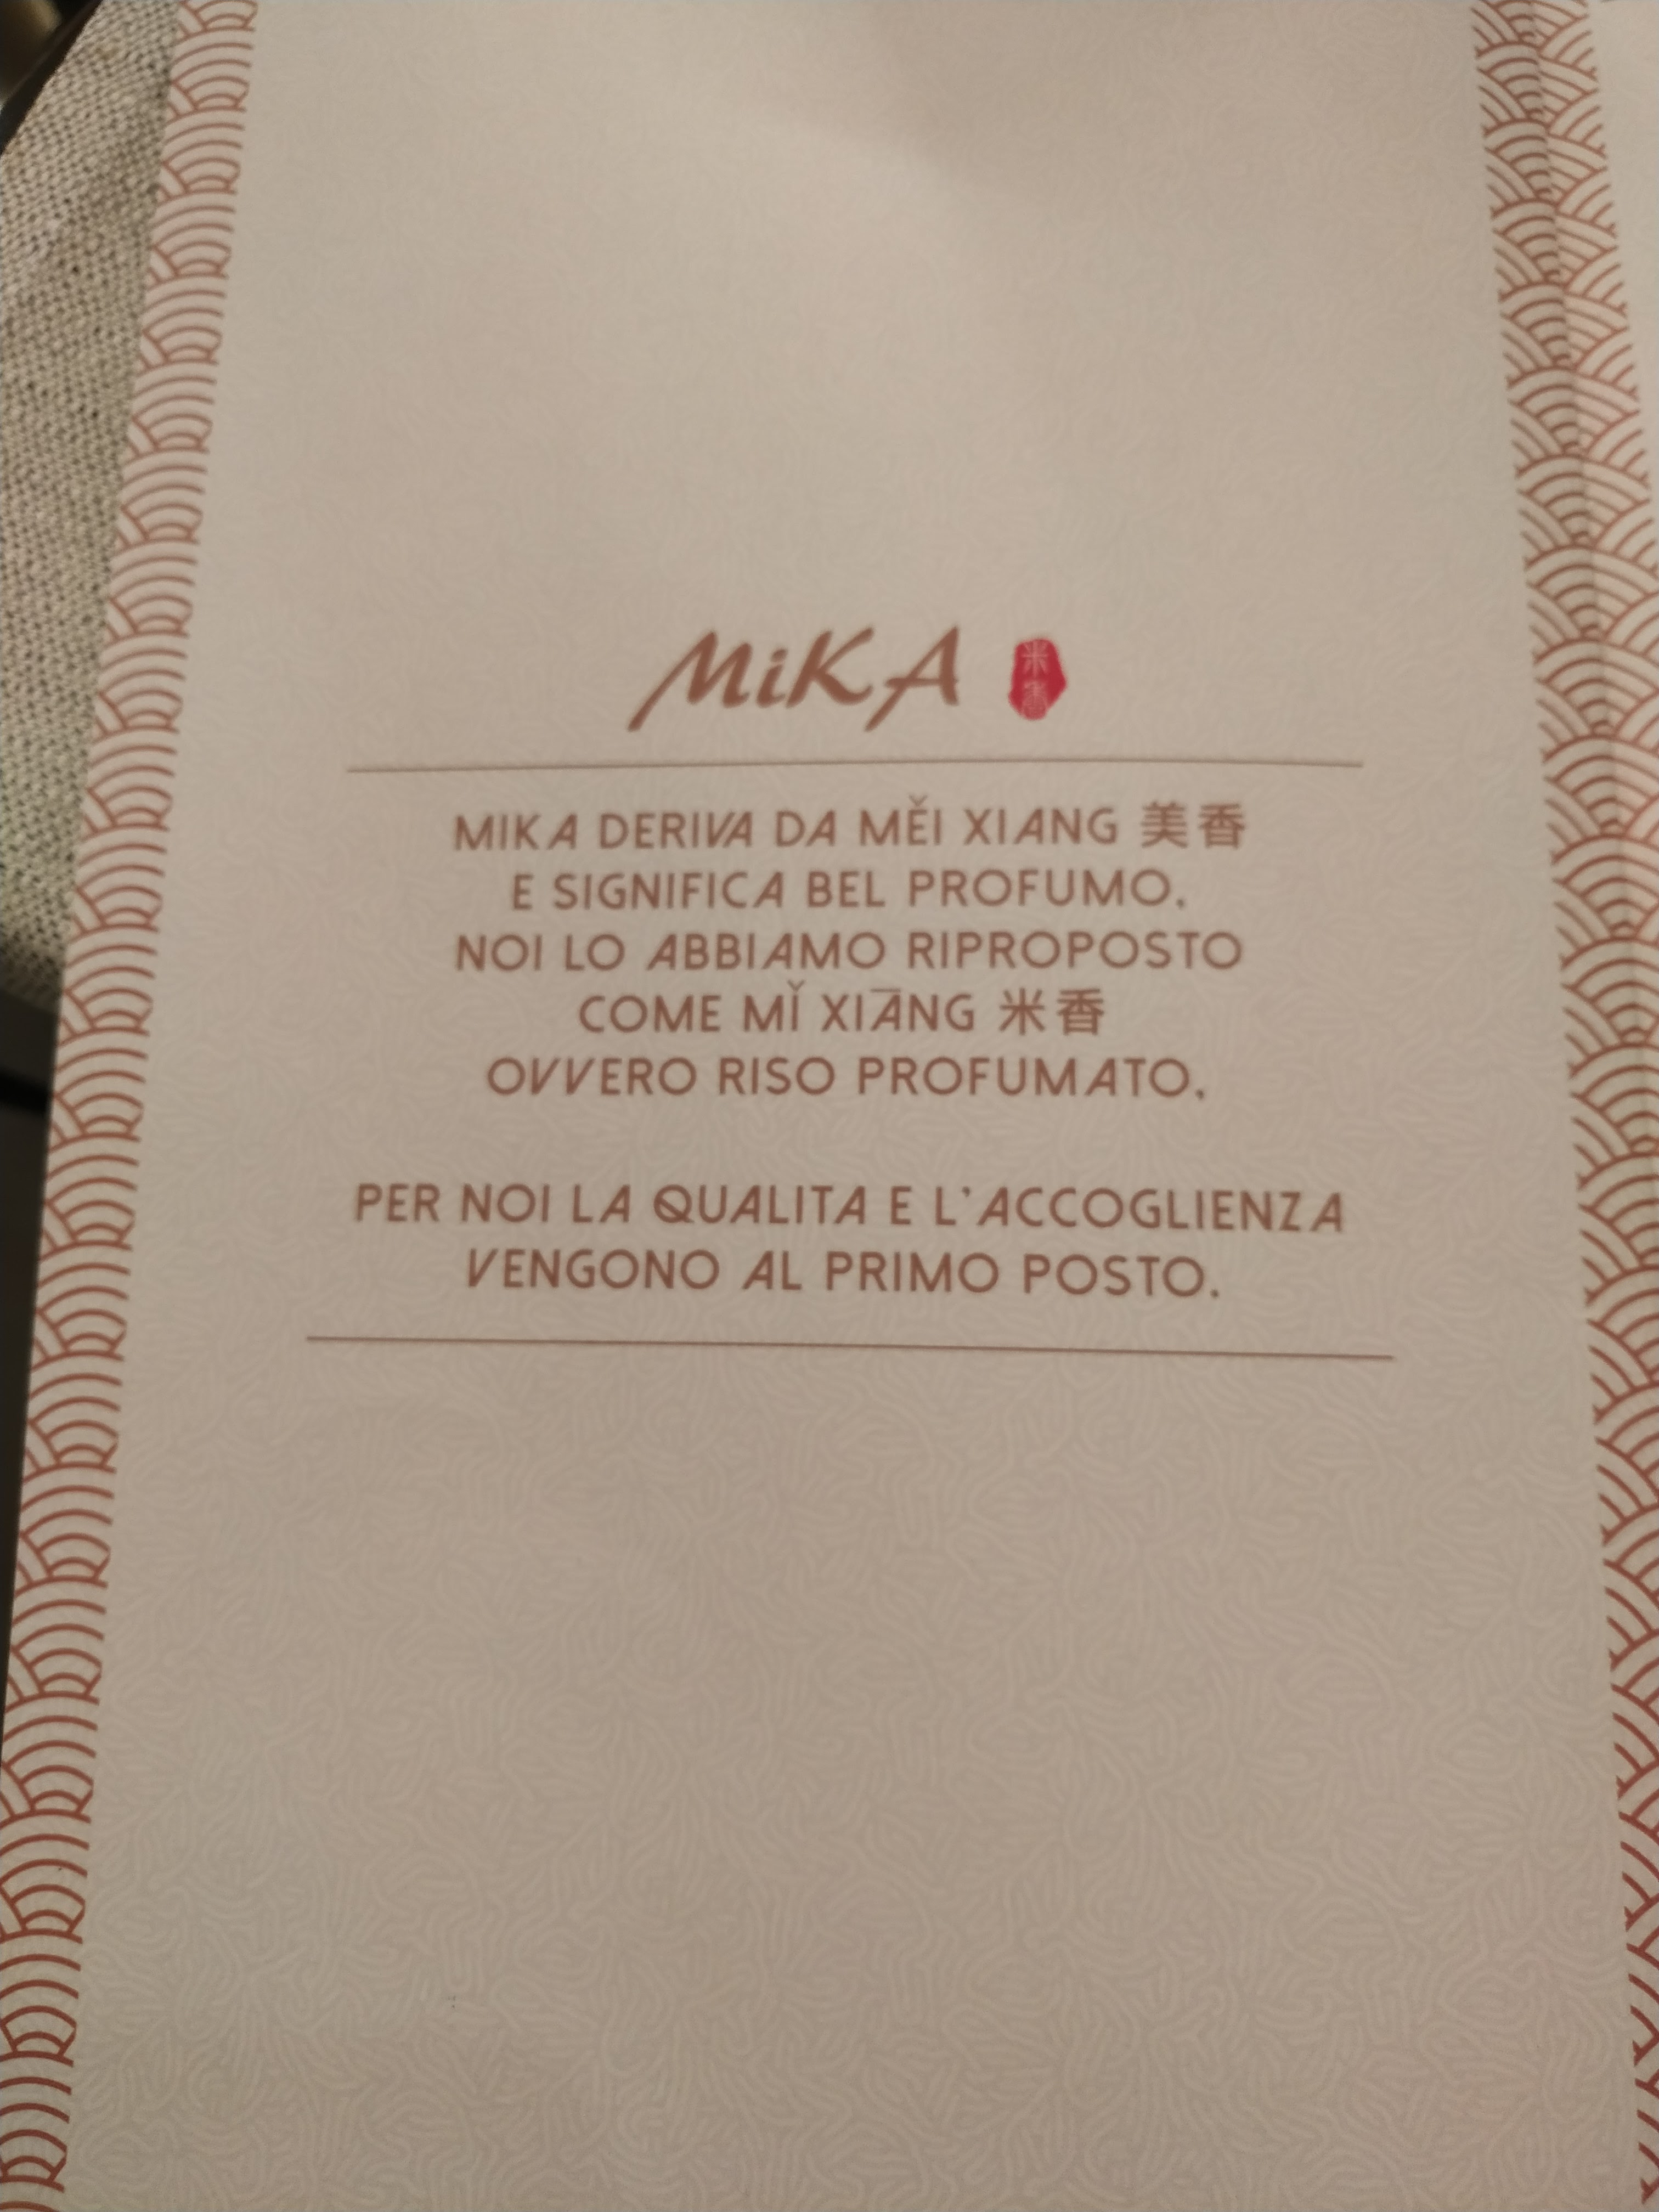 MiKA 米香
MIKA DERIVA DA MĚI XIANG 美香
E SIGNIFICA BEL PROFUMO.
NOI LO ABBIAMO RIPROPOSTO
COME MǏ XIĀNG 米香
OVVERO RISO PROFUMATO,
PER NOI LA QUALITA E L'ACCOGLIENZA
VENGONO AL PRIMO POSTO.